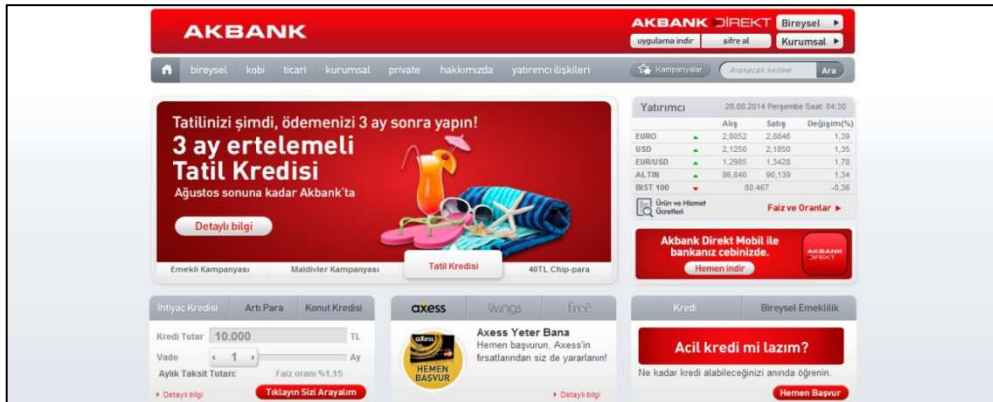 AKBANK
AKBANK DİREKT
Bireysel
uygulama indir
şifre al
Kurumsal
bireysel kobi ticari kurumsal private hakkımızda yatırımcı ilişkileri
Kampanyalar
Aranacak kelime
Ara
Tatilinizi şimdi, ödemenizi 3 ay sonra yapın!
3 ay ertelemeli
Tatil Kredisi
Ağustos sonuna kadar Akbank'ta
Detaylı bilgi
Emekli Kampanyası
Maldivler Kampanyası
Tatil Kredisi
40TL Chip-para
Yatırımcı 28.08.2014 Perşembe Saat: 04:30
Alış Satış Değişim(%)
EURO 2,8052 2,8846 1,39
USD 2,1250 2,1850 1,35
EUR/USD 1,2985 1,3428 1,78
ALTIN 86,840 90,139 1,34
BIST 100 80.467 -0,36
Ürün ve Hizmet
Ücretleri
Faiz ve Oranlar
Akbank Direkt Mobil ile
bankanız cebinizde.
Hemen indir
AKBANK
DİREKT
İhtiyaç Kredisi Artı Para Konut Kredisi
Kredi Tutar 10.000 TL
Vade 1 Ay
Aylık Taksit Tutarı: Faiz oranı %1.15
Detaylı bilgi
Tıklayın Sizi Arayalım
axess wings free
axess
HEMEN
BAŞVUR
Axess Yeter Bana
Hemen başvurun, Axess'in
fırsatlarından siz de yararlanın!
Detaylı bilgi
Kredi Bireysel Emeklilik
Acil kredi mi lazım?
Ne kadar kredi alabileceğinizi anında öğrenin.
Hemen Başvur